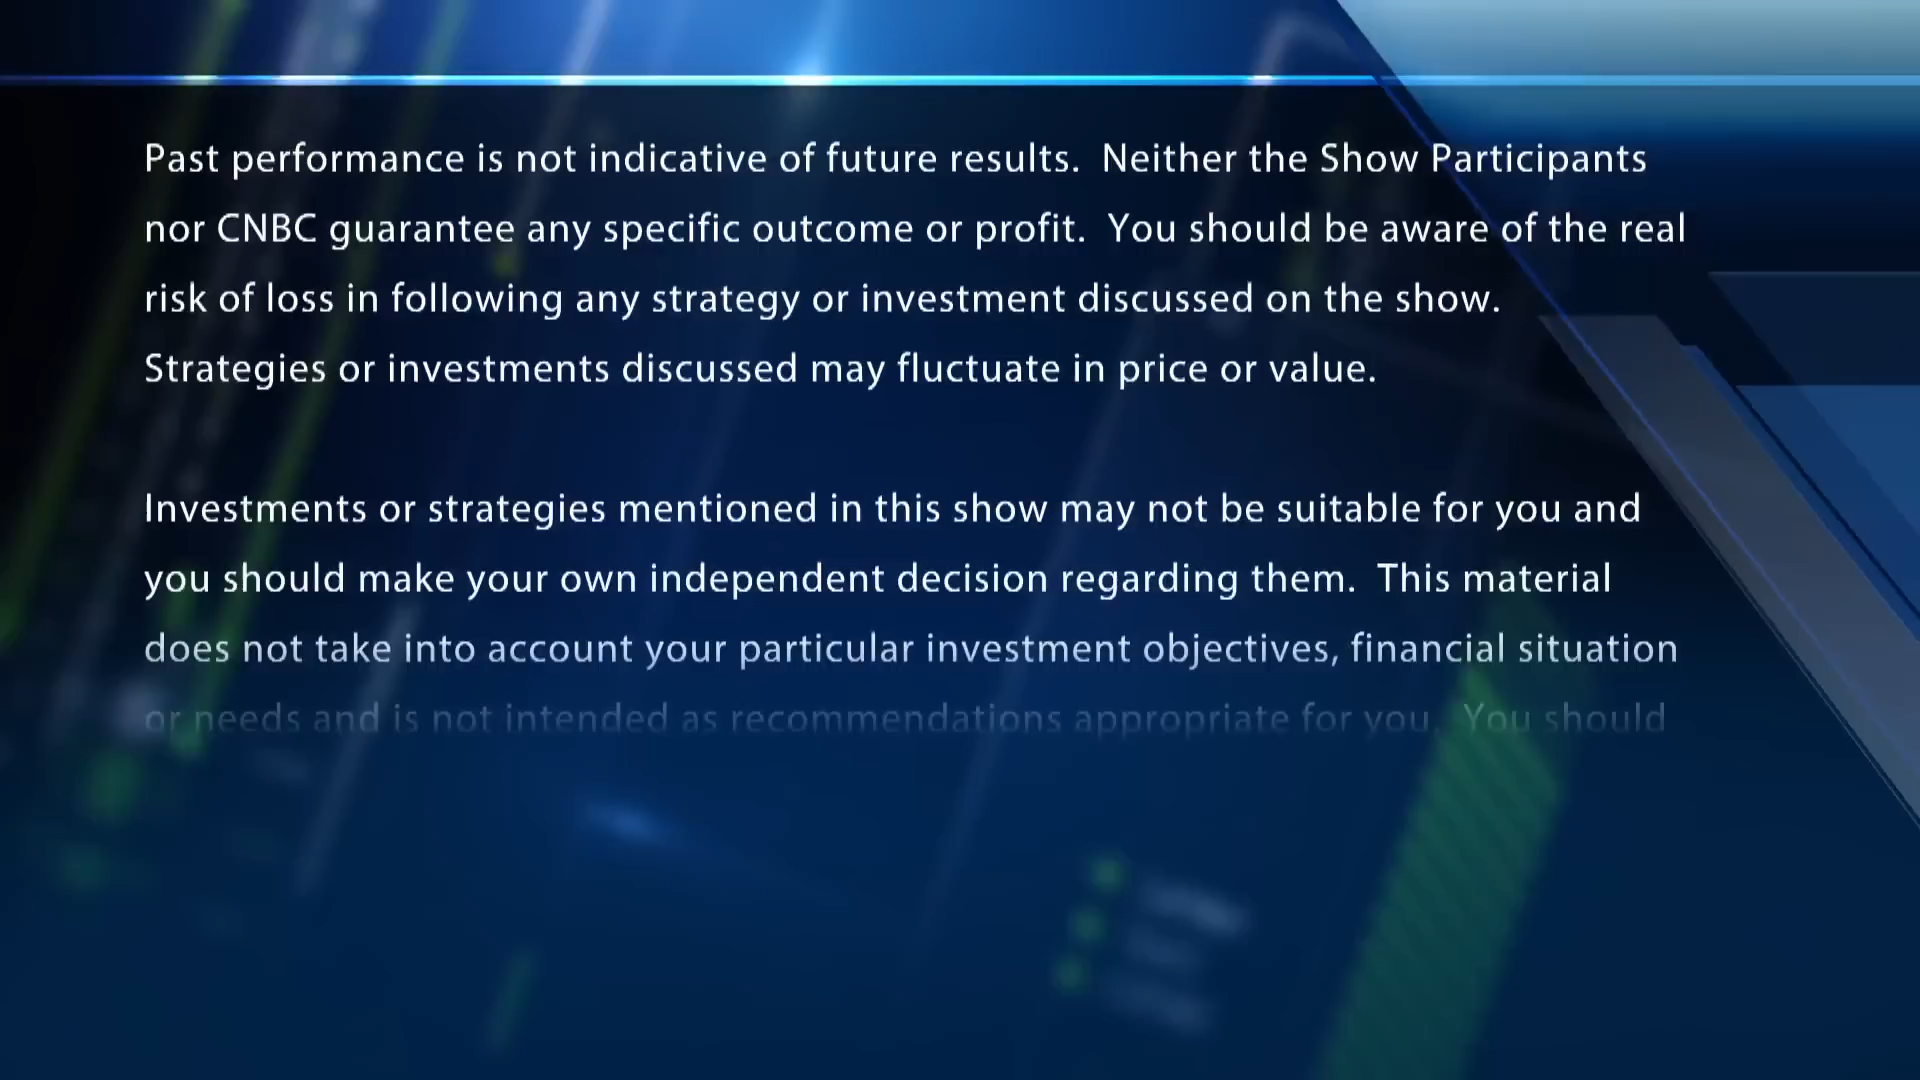 Past performance is not indicative of future results.  Neither the Show Participants
nor CNBC guarantee any specific outcome or profit.  You should be aware of the real
risk of loss in following any strategy or investment discussed on the show.
Strategies or investments discussed may fluctuate in price or value.
Investments or strategies mentioned in this show may not be suitable for you and
you should make your own independent decision regarding them.  This material
does not take into account your particular investment objectives, financial situation
or needs and is not intended as recommendations appropriate for you.  You should